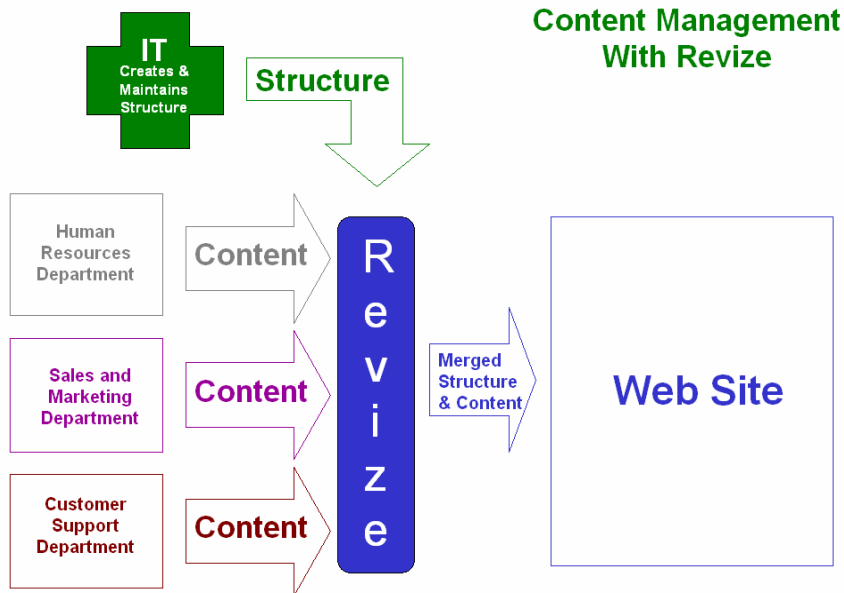 Content Management
With Revize
IT
Creates &
Maintains
Structure
Structure
Human
Resources
Department
Content
Sales and
Marketing
Department
Content
Customer
Support
Department
Content
Revize
Merged
Structure
& Content
Web Site